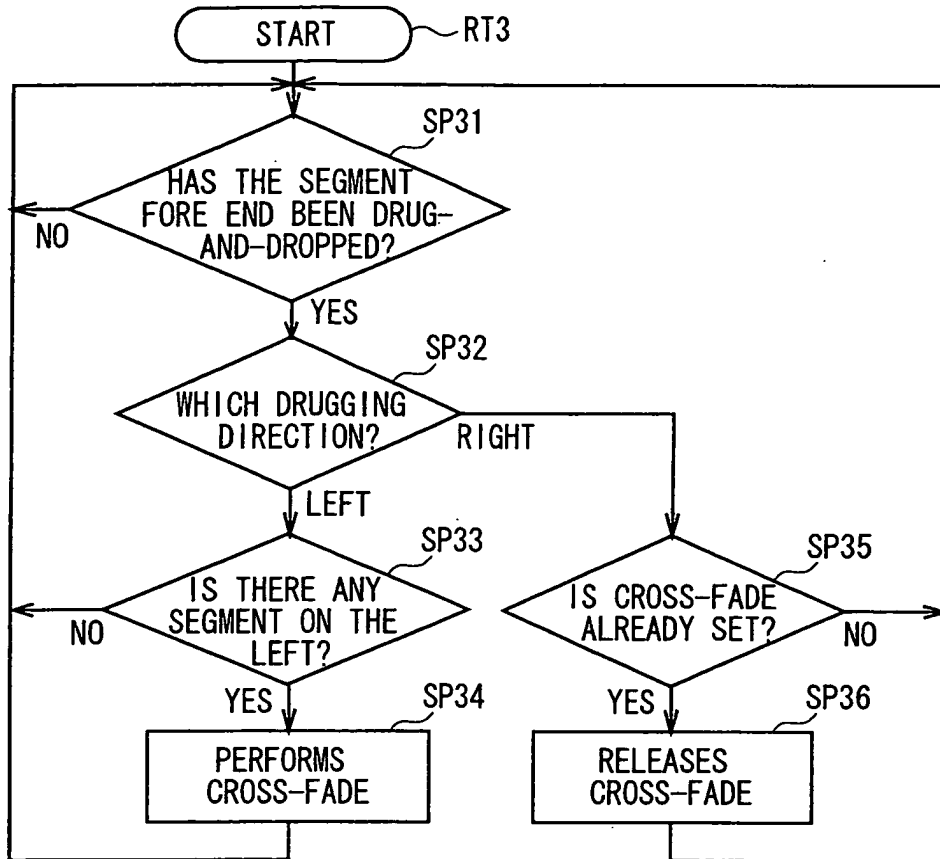 START
RT3
SP31
HAS THE SEGMENT
FORE END BEEN DRUG-
AND-DROPPED?
NO
YES
SP32
WHICH DRUGGING
DIRECTION?
RIGHT
LEFT
SP33
IS THERE ANY
SEGMENT ON THE
LEFT?
NO
YES
SP35
IS CROSS-FADE
ALREADY SET?
NO
YES
SP34
PERFORMS
CROSS-FADE
SP36
RELEASES
CROSS-FADE